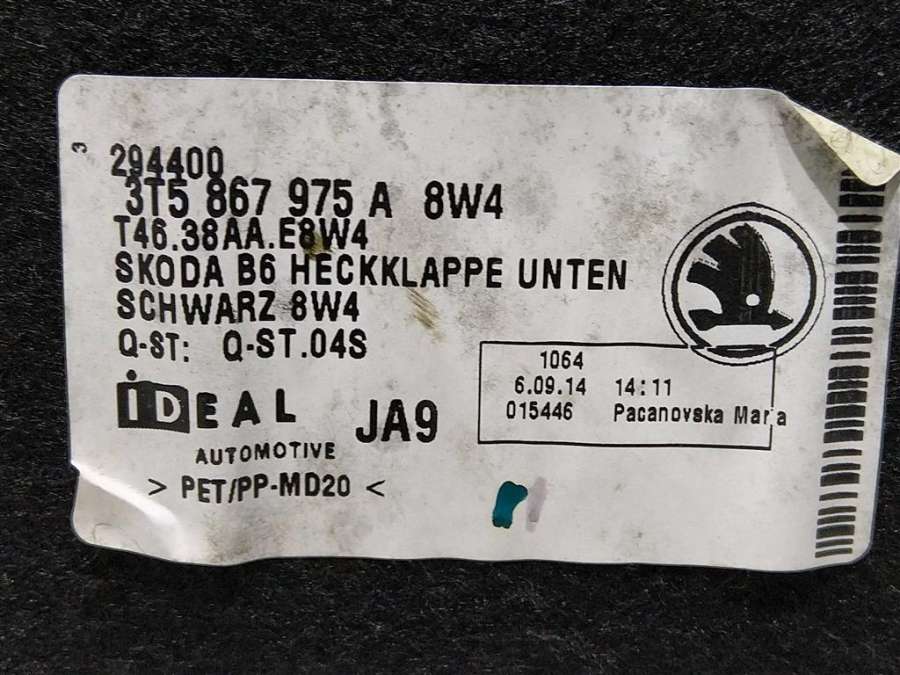 3
294400
3T5 867 975 A 8W4
T46.38AA.E8W4
SKODA B6 HECKKLAPPE UNTEN
SCHWARZ 8W4
Q-ST: Q-ST.04S
1064
6.09.14 14:11
015446 Pacanovska Maria
iDEAL
AUTOMOTIVE
JA9
> PET/PP-MD20 <